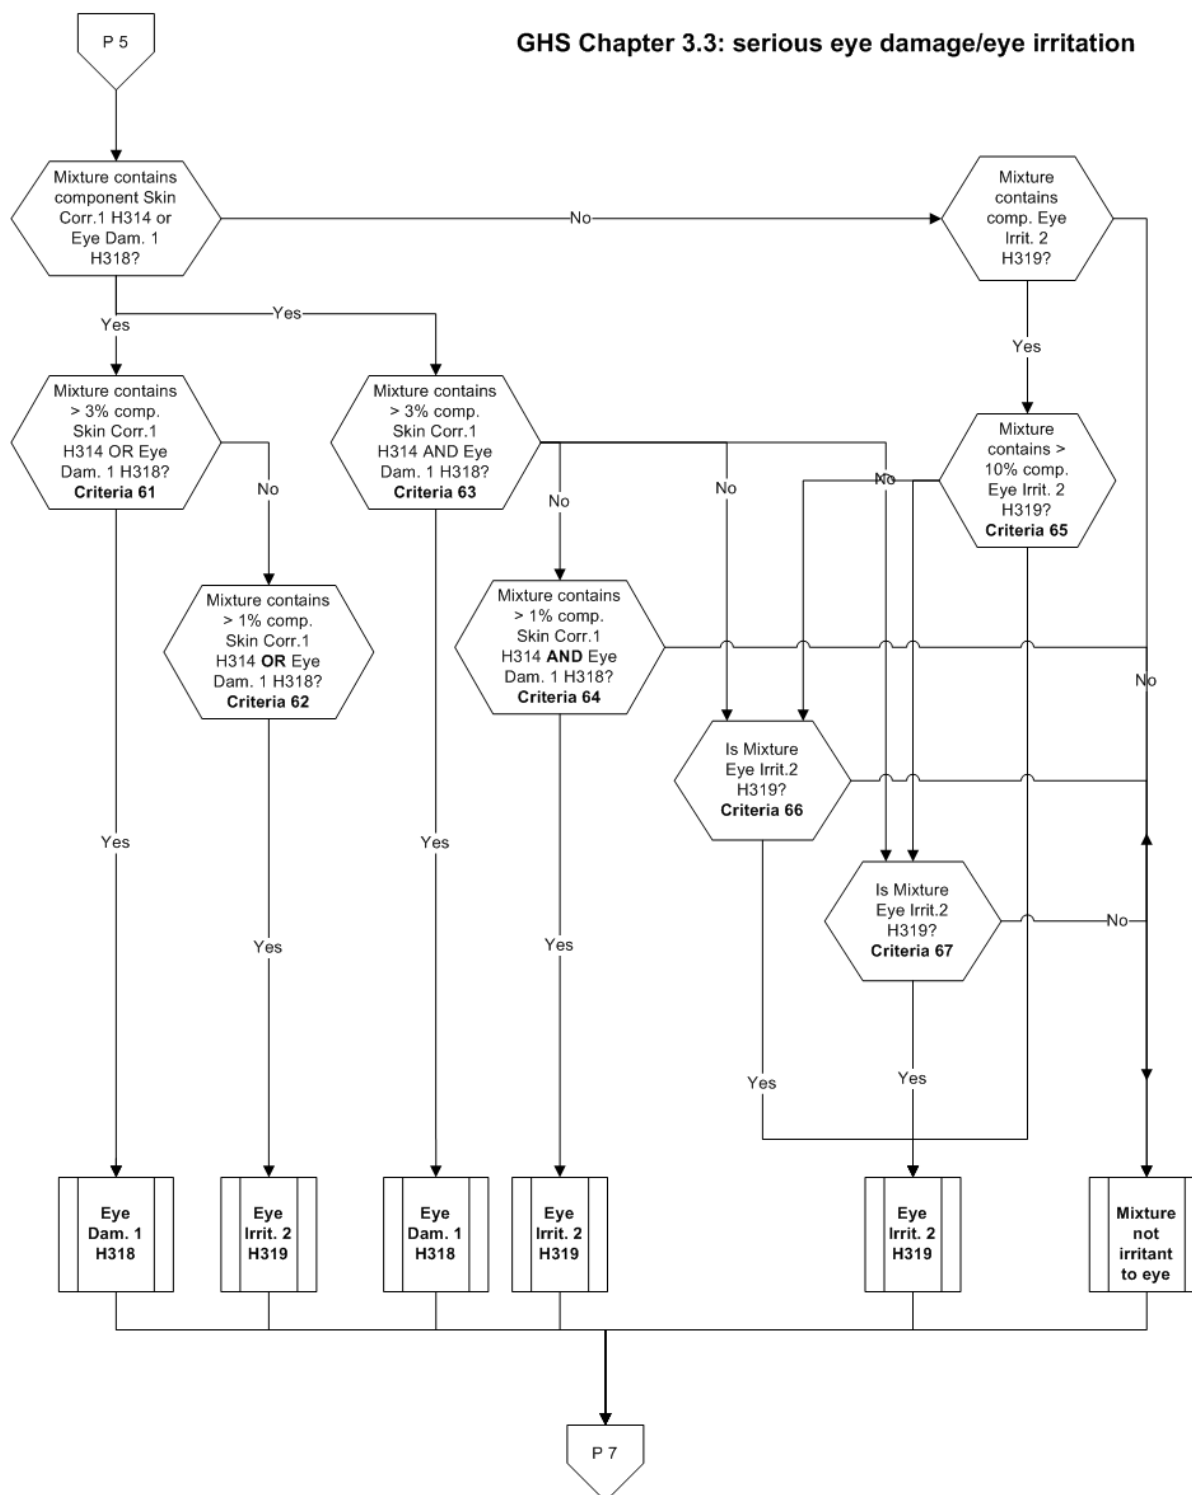 P 5
GHS Chapter 3.3: serious eye damage/eye irritation
Mixture contains
component Skin
Corr.1 H314 or
Eye Dam. 1
H318?
No
Mixture
contains
comp. Eye
Irrit. 2
H319?
Yes
Yes
Yes
Mixture contains
> 3% comp.
Skin Corr.1
H314 OR Eye
Dam. 1 H318?
Criteria 61
Mixture contains
> 3% comp.
Skin Corr.1
H314 AND Eye
Dam. 1 H318?
Criteria 63
Mixture
contains >
10% comp.
Eye Irrit. 2
H319?
Criteria 65
No
No
No
No
Mixture contains
> 1% comp.
Skin Corr.1
H314 OR Eye
Dam. 1 H318?
Criteria 62
Mixture contains
> 1% comp.
Skin Corr.1
H314 AND Eye
Dam. 1 H318?
Criteria 64
No
Is Mixture
Eye Irrit.2
H319?
Criteria 66
Yes
Yes
Is Mixture
Eye Irrit.2
H319?
Criteria 67
No
Yes
Yes
Yes
Yes
Eye
Dam. 1
H318
Eye
Irrit. 2
H319
Eye
Dam. 1
H318
Eye
Irrit. 2
H319
Eye
Irrit. 2
H319
Mixture
not
irritant
to eye
P 7